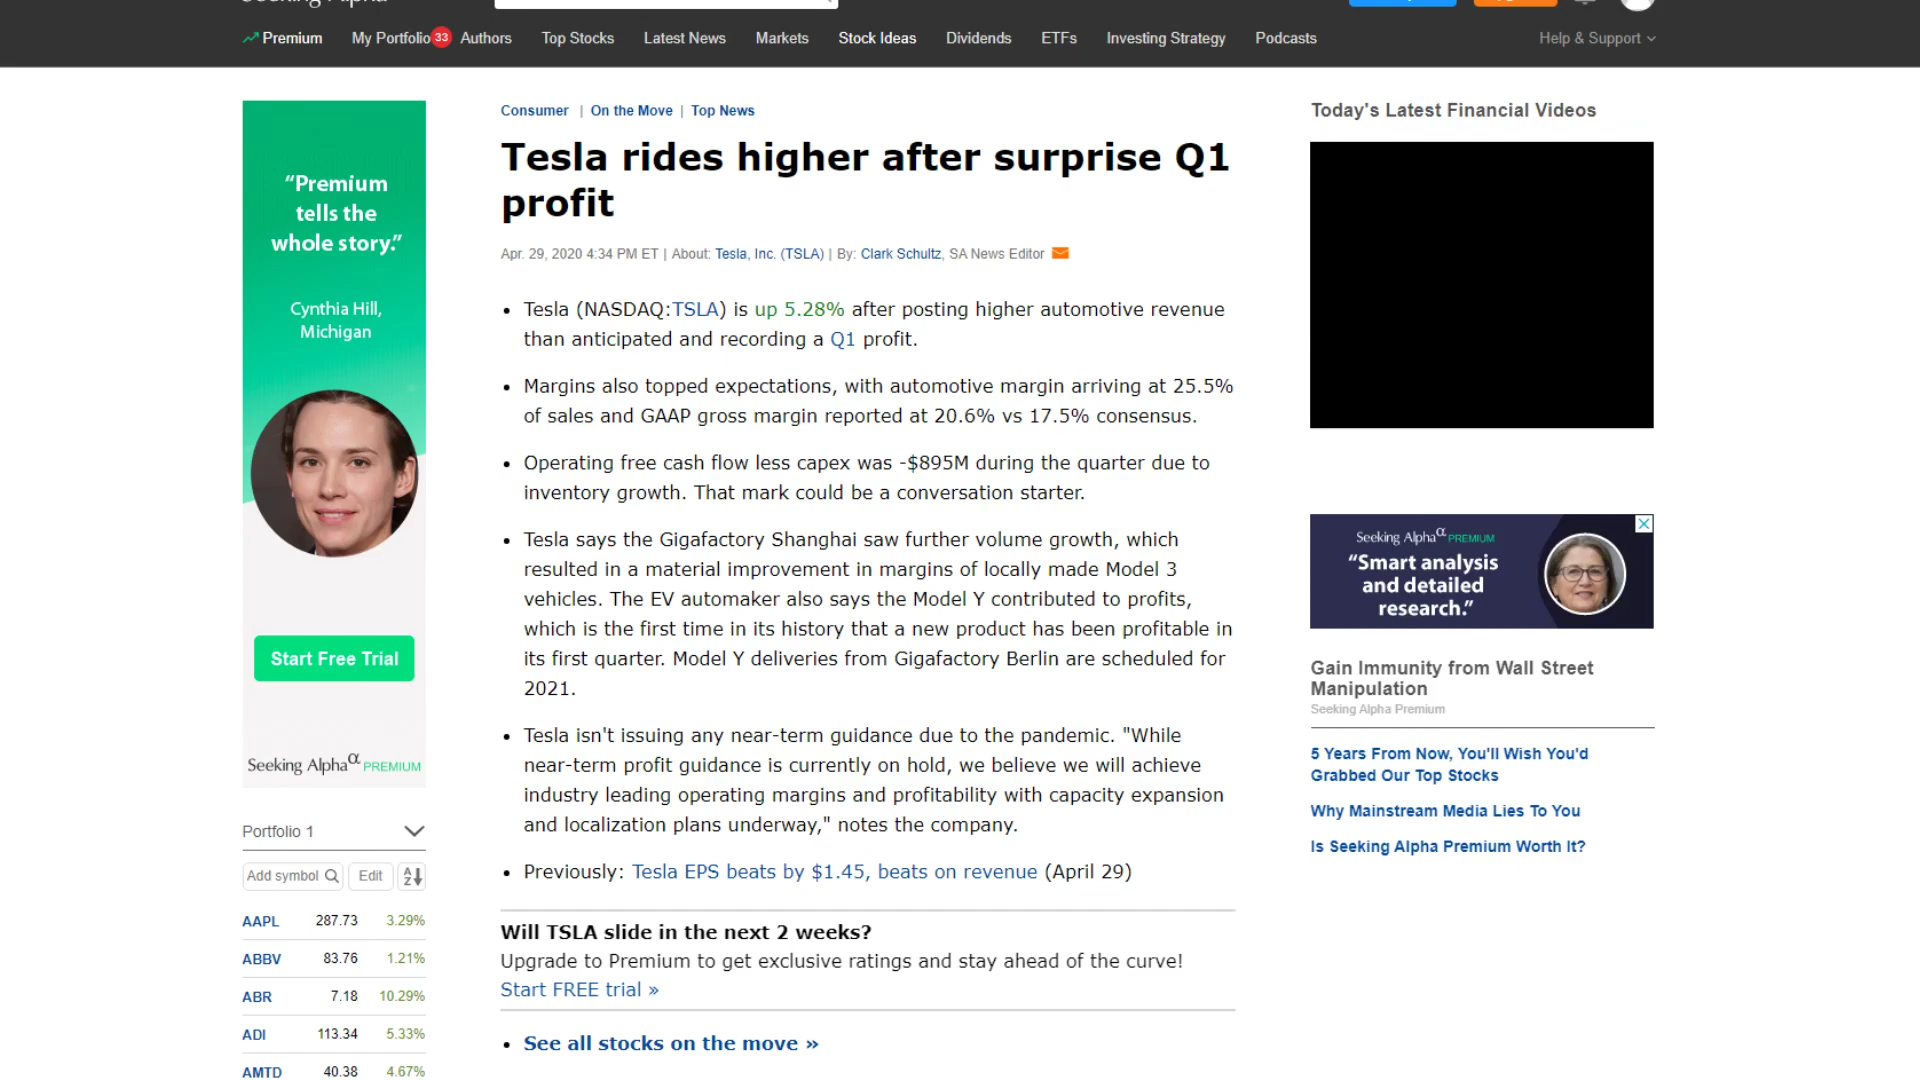 Premium My Portfolio 33 Authors Top Stocks Latest News Markets Stock Ideas Dividends ETFs Investing Strategy Podcasts Help & Support
“Premium
tells the
whole story.”
Cynthia Hill,
Michigan
Start Free Trial
Seeking Alphaα PREMIUM
Portfolio 1
Add symbol Edit AZ
AAPL 287.73 3.29%
ABBV 83.76 1.21%
ABR 7.18 10.29%
ADI 113.34 5.33%
AMTD 40.38 4.67%
Consumer | On the Move | Top News
Tesla rides higher after surprise Q1
profit
Apr. 29, 2020 4:34 PM ET | About: Tesla, Inc. (TSLA) | By: Clark Schultz, SA News Editor
• Tesla (NASDAQ:TSLA) is up 5.28% after posting higher automotive revenue
than anticipated and recording a Q1 profit.
• Margins also topped expectations, with automotive margin arriving at 25.5%
of sales and GAAP gross margin reported at 20.6% vs 17.5% consensus.
• Operating free cash flow less capex was -$895M during the quarter due to
inventory growth. That mark could be a conversation starter.
• Tesla says the Gigafactory Shanghai saw further volume growth, which
resulted in a material improvement in margins of locally made Model 3
vehicles. The EV automaker also says the Model Y contributed to profits,
which is the first time in its history that a new product has been profitable in
its first quarter. Model Y deliveries from Gigafactory Berlin are scheduled for
2021.
• Tesla isn't issuing any near-term guidance due to the pandemic. "While
near-term profit guidance is currently on hold, we believe we will achieve
industry leading operating margins and profitability with capacity expansion
and localization plans underway," notes the company.
• Previously: Tesla EPS beats by $1.45, beats on revenue (April 29)
Will TSLA slide in the next 2 weeks?
Upgrade to Premium to get exclusive ratings and stay ahead of the curve!
Start FREE trial »
• See all stocks on the move »
Today's Latest Financial Videos
Seeking Alphaα PREMIUM
“Smart analysis
and detailed
research.”
Gain Immunity from Wall Street
Manipulation
Seeking Alpha Premium
5 Years From Now, You'll Wish You'd
Grabbed Our Top Stocks
Why Mainstream Media Lies To You
Is Seeking Alpha Premium Worth It?